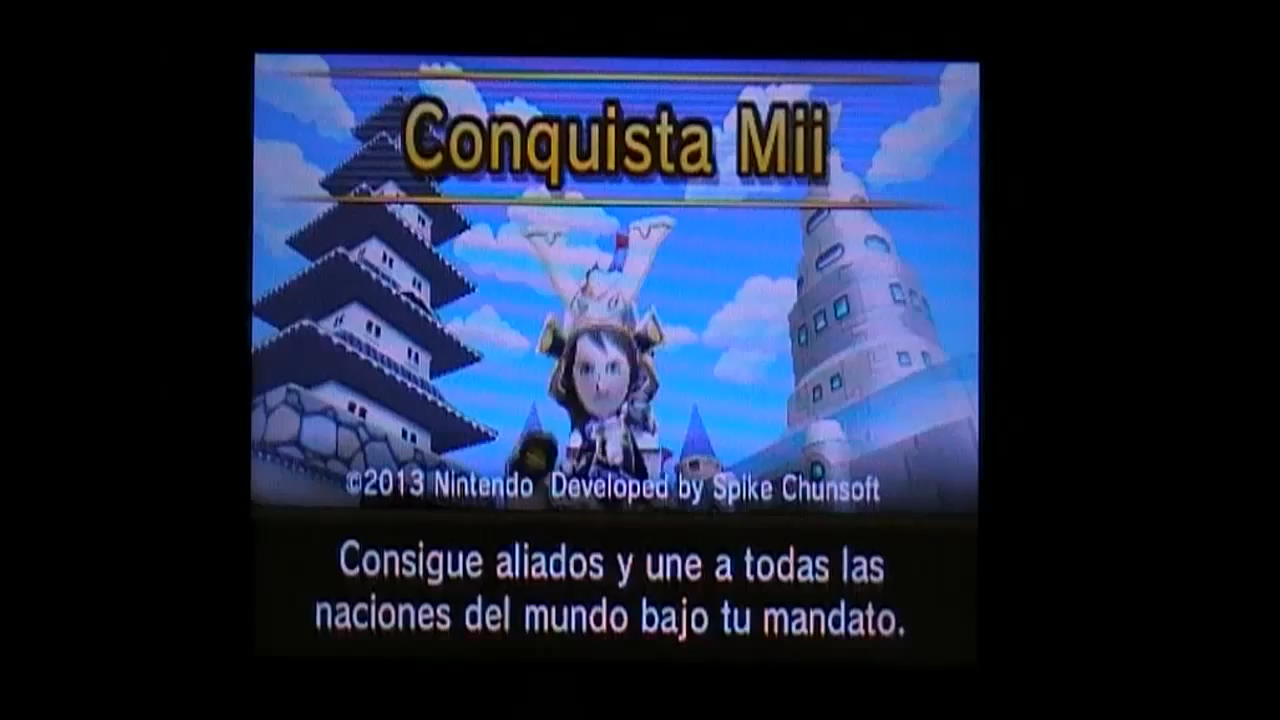 Conquista Mii
©2013 Nintendo Developed by Spike Chunsoft
Consigue aliados y une a todas las
naciones del mundo bajo tu mandato.